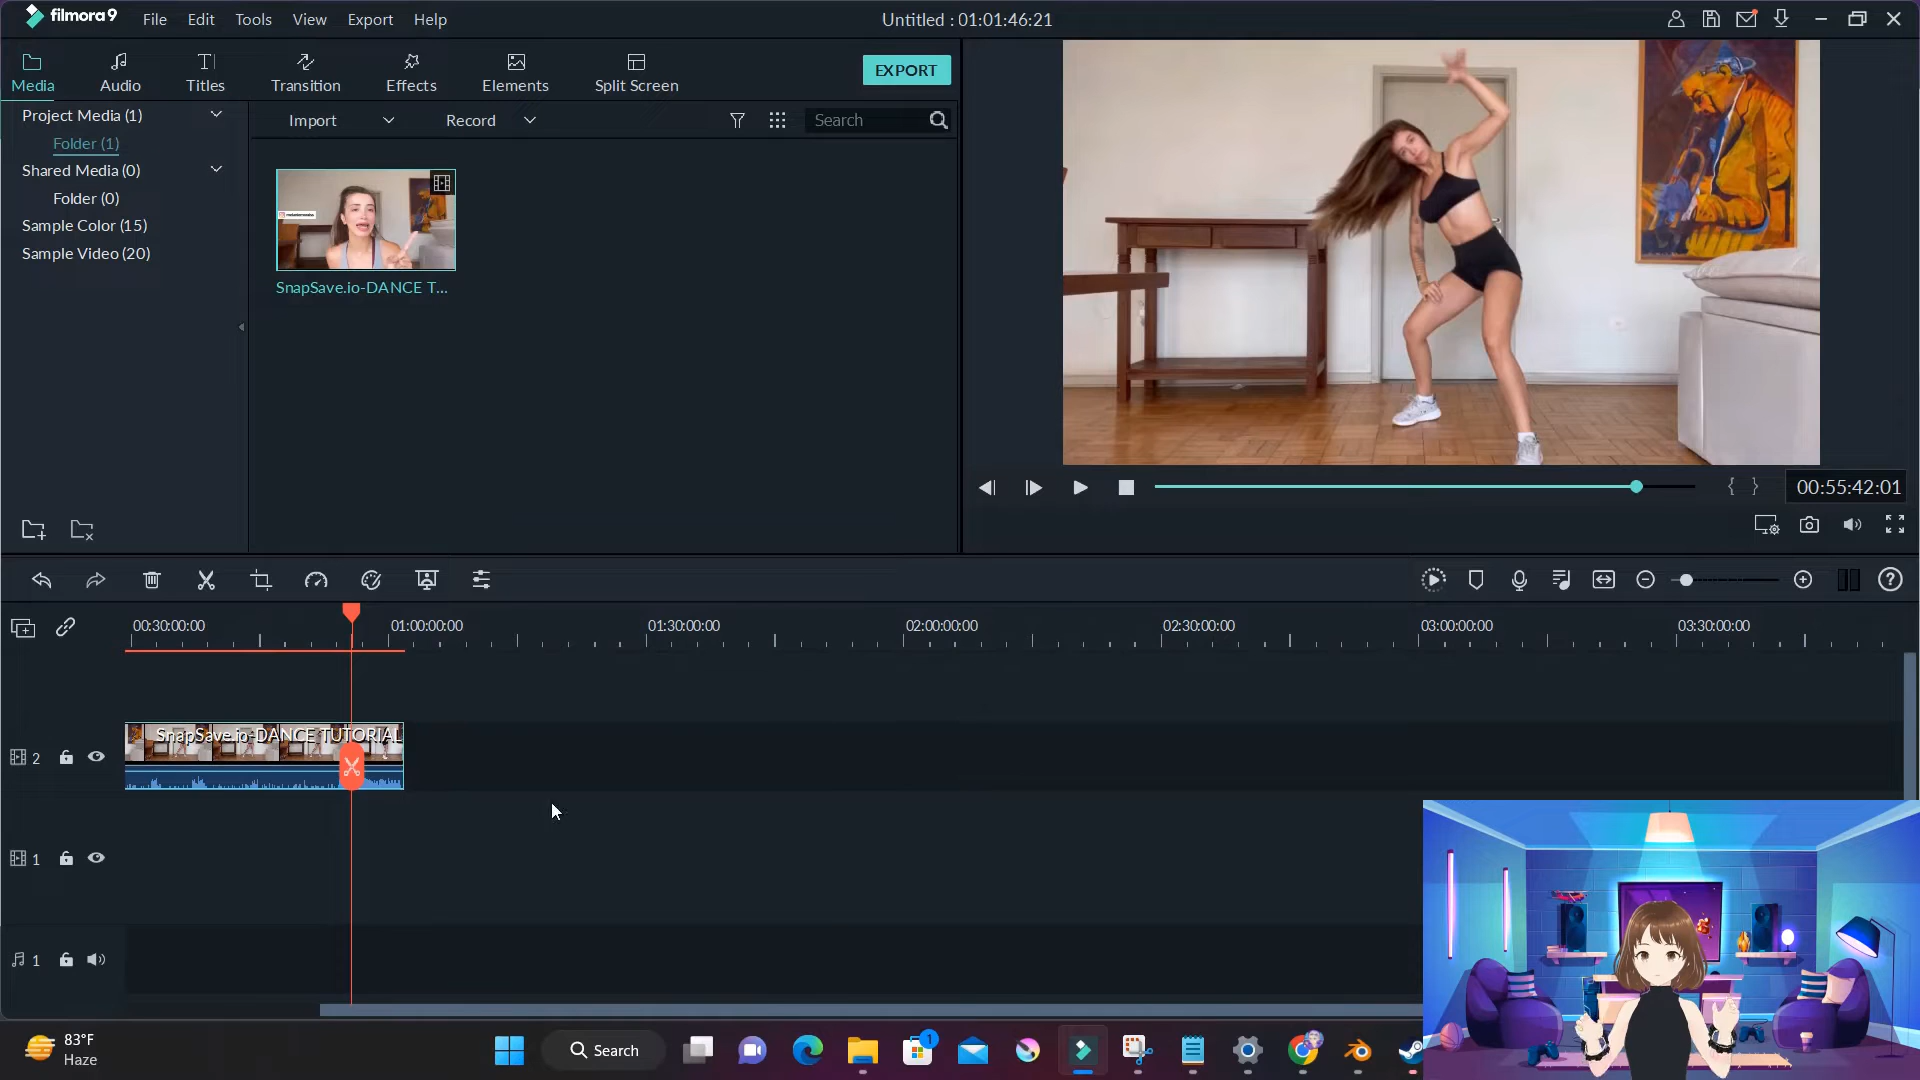 filmora9
File Edit Tools View Export Help
Untitled : 01:01:46:21
Media Audio Titles Transition Effects Elements Split Screen
EXPORT
Project Media (1)
Folder (1)
Shared Media (0)
Folder (0)
Sample Color (15)
Sample Video (20)
Import
Record
Search
SnapSave.io-DANCE T...
{ } 00:55:42:01
00:30:00:00 01:00:00:00 01:30:00:00 02:00:00:00 02:30:00:00 03:00:00:00 03:30:00:00
SnapSave.io-DANCE TUTORIAL
2
1
1
83°F
Haze
Search
1